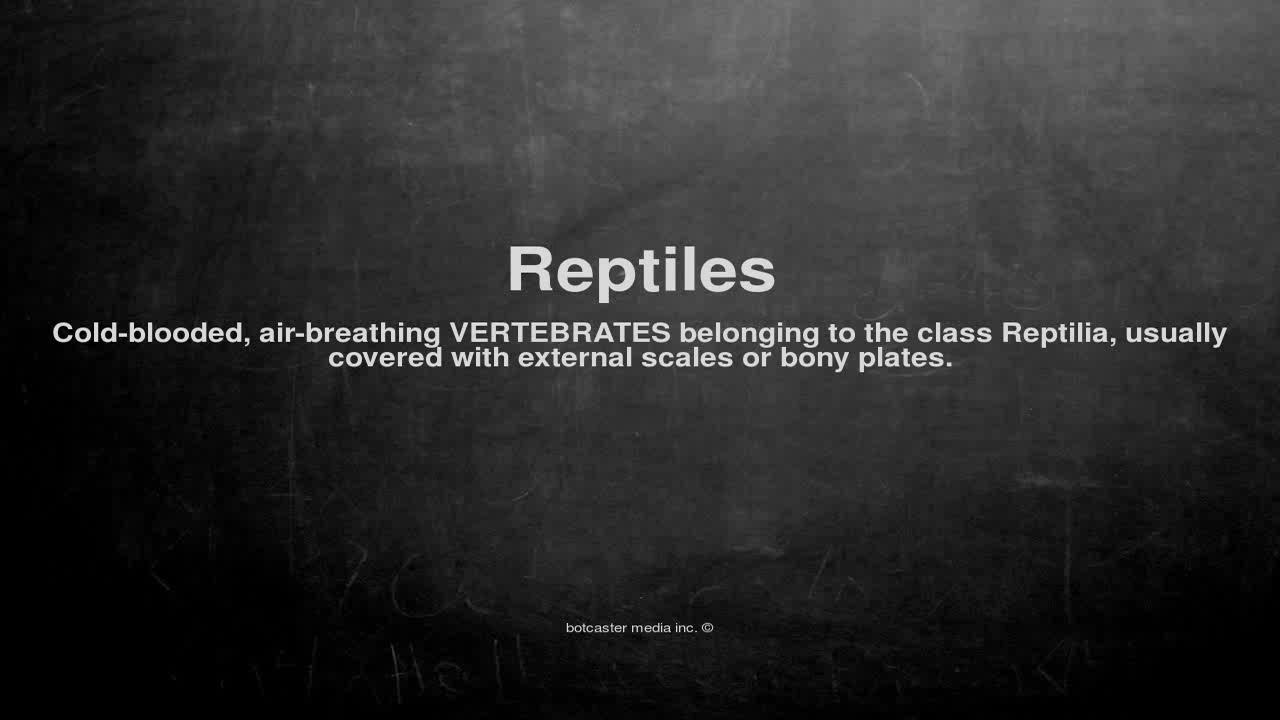 Reptiles
Cold-blooded, air-breathing VERTEBRATES belonging to the class Reptilia, usually
covered with external scales or bony plates.
botcaster media inc. ©